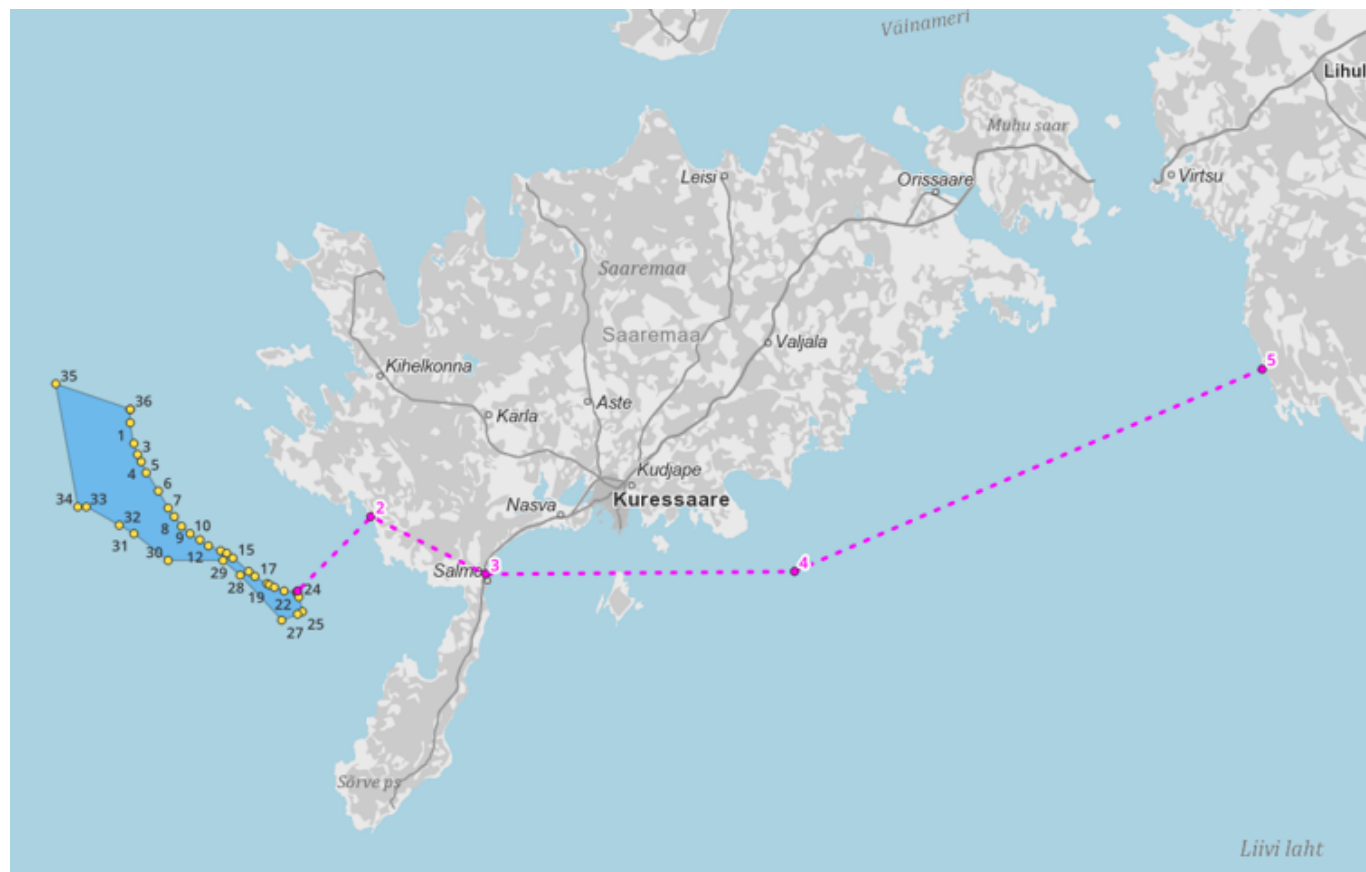 Väinameri
Lihul
Muhu saar
Leisi
Orissaare
Virtsu
Saaremaa
Saaremaa
Valjala
Kihelkonna
5
35
Aste
36
Kärla
1
3
4
5
Kudjape
6
Kuressaare
34
33
7
Nasva
2
32
8
10
31
9
30
12
15
29
Salme
3
4
17
28
19
22
24
27
25
Sõrve ps
Liivi laht